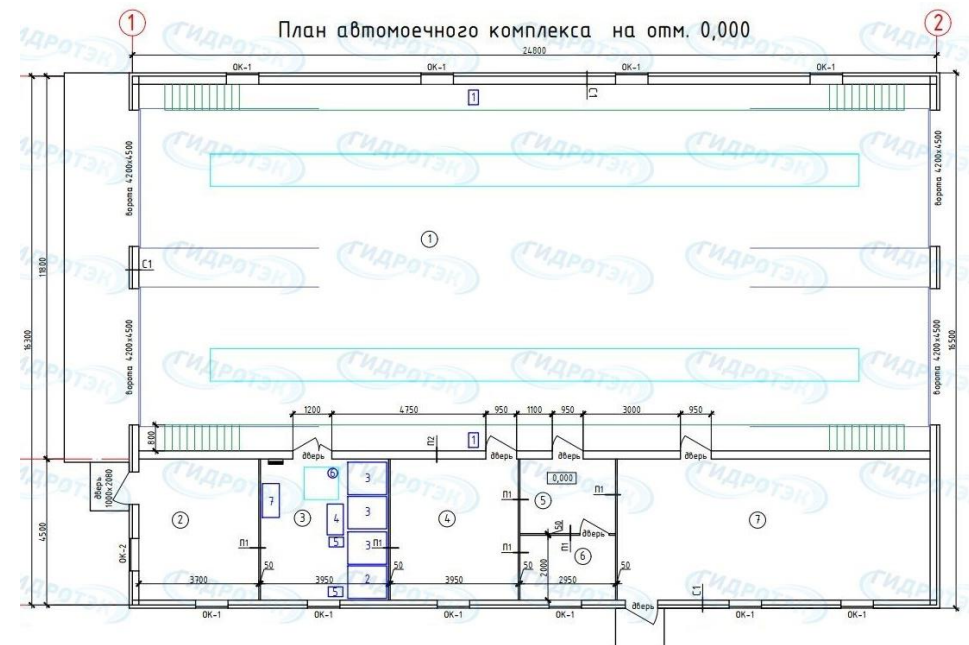 План автомоечного комплекса на отм. 0,000
1
2
24800
ОК-1
ОК-1
ОК-1
ОК-1
1
С1
ГИДРОТЭК
ворота 4200х4500
ворота 4200х4500
1
11800
С1
16300
16500
ворота 4200х4500
ворота 4200х4500
1200
4750
950
1100
950
3000
950
800
П2
1
дверь
дверь
дверь
дверь
дверь
1000х2080
6
3
0,000
7
3
5
П1
П1
2
3
4
4
7
4500
5
3
П1
П1
50
дверь
6
П1
П1
ОК-2
50
50
50
2000
50
2
5
3700
3950
3950
2950
С1
дверь
ОК-1
ОК-1
ОК-1
ОК-1
ОК-1
ОК-1